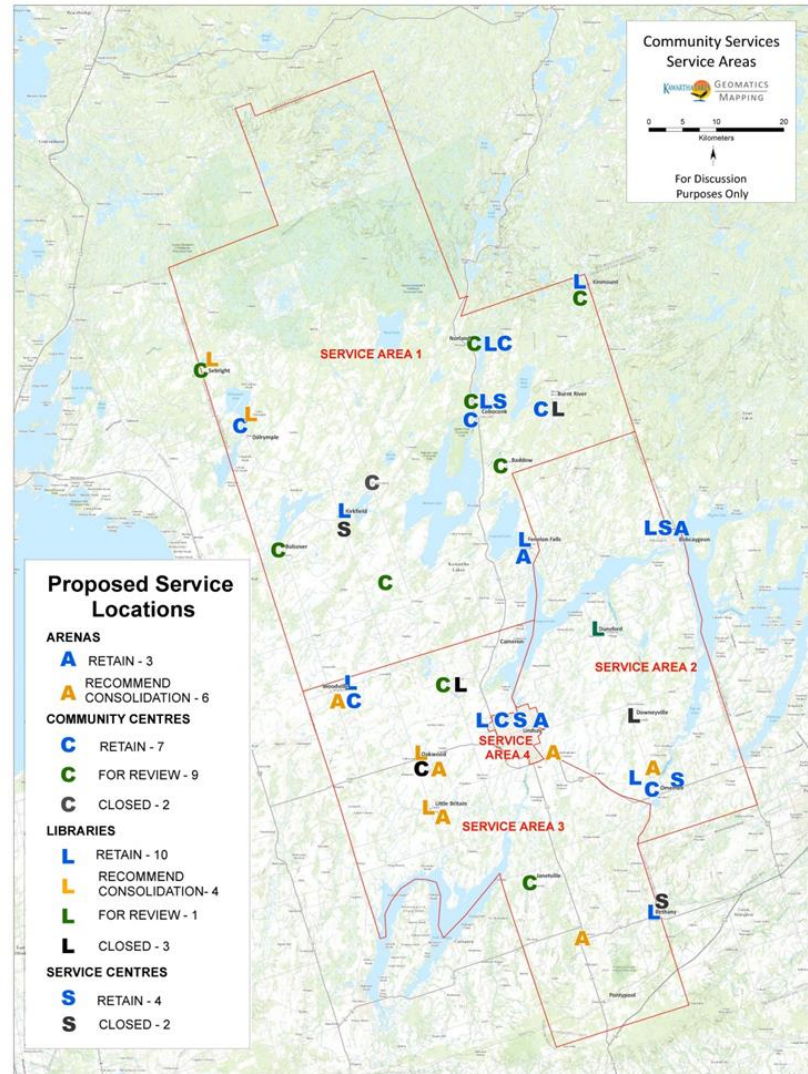 Community Services
Service Areas
KAWARTHA LAKES
GEOMATICS
MAPPING
0 5 10 20
Kilometers
For Discussion
Purposes Only
L Kinmount
C
Norland C L C
SERVICE AREA 1
L
C Sebright
C L S
Coboconk
C
Burnt River
C L
L
C
Dalrymple
Baddow
C
C
L
Kirkfield
S
L S A
Bobcaygeon
L Fenelon Falls
A
C
Bolsover
C
L Dunsford
Cameron
SERVICE AREA 2
Woodville L
A C
C L
L Downeyville
L C S A
Lindsay
SERVICE
AREA 4
L Oakwood
C A
A
A
L C S
Omemee
L Little Britain
A
SERVICE AREA 3
C Janetville
S
L Bethany
A
Pontypool
Proposed Service
Locations
ARENAS
A RETAIN - 3
A RECOMMEND
CONSOLIDATION - 6
COMMUNITY CENTRES
C RETAIN - 7
C FOR REVIEW - 9
C CLOSED - 2
LIBRARIES
L RETAIN - 10
L RECOMMEND
CONSOLIDATION- 4
L FOR REVIEW - 1
L CLOSED - 3
SERVICE CENTRES
S RETAIN - 4
S CLOSED - 2